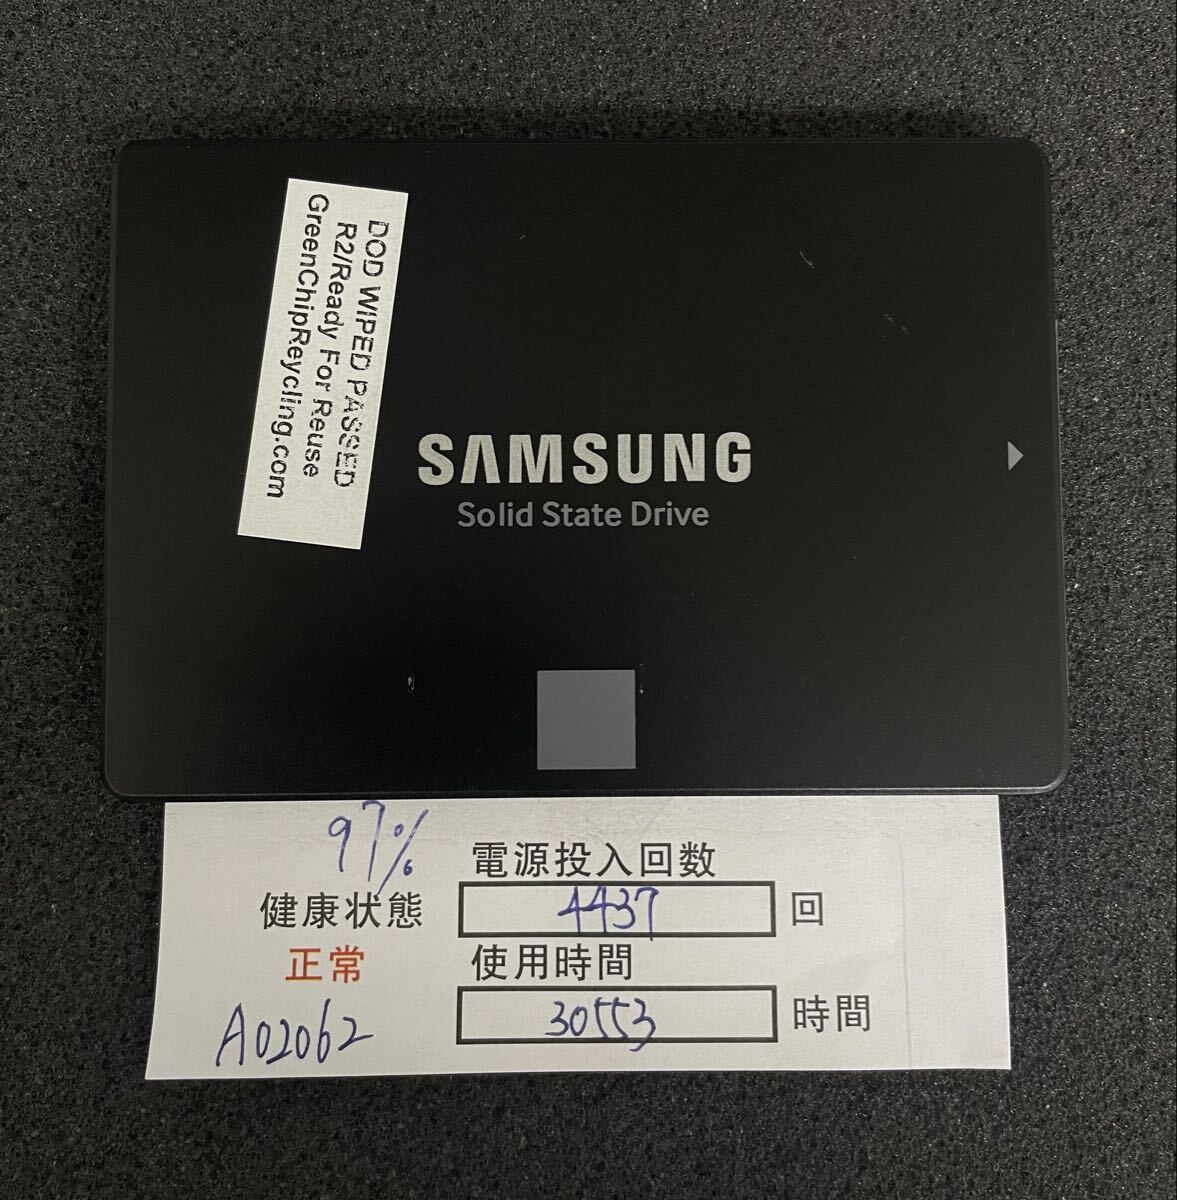 DOD WIPED PASSED
R2/Ready For Reuse
GreenChipReycling.com
SAMSUNG
Solid State Drive
97%
電源投入回数
健康状態 4437 回
正常 使用時間
A02062 30553 時間